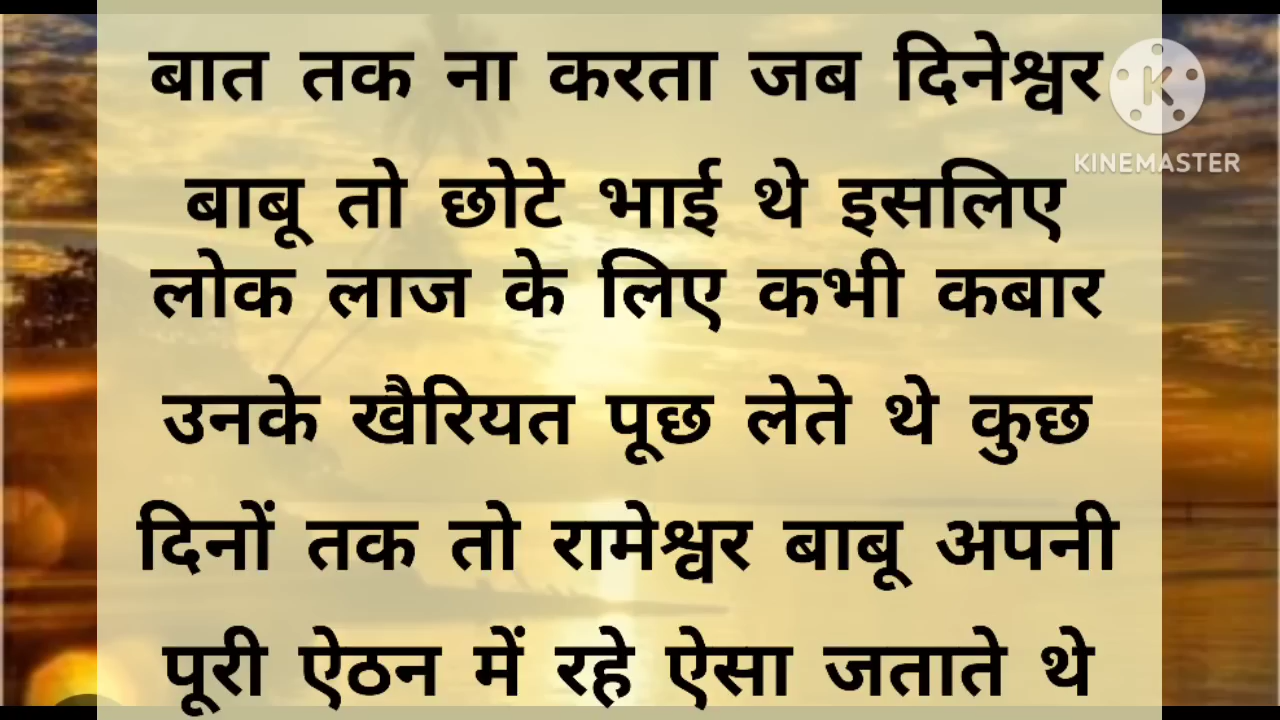 बात तक ना करता जब दिनेश्वर
बाबू तो छोटे भाई थे इसलिए
लोक लाज के लिए कभी कबार
उनके खैरियत पूछ लेते थे कुछ
दिनों तक तो रामेश्वर बाबू अपनी
पूरी ऐठन में रहे ऐसा जताते थे
K
KINEMASTER